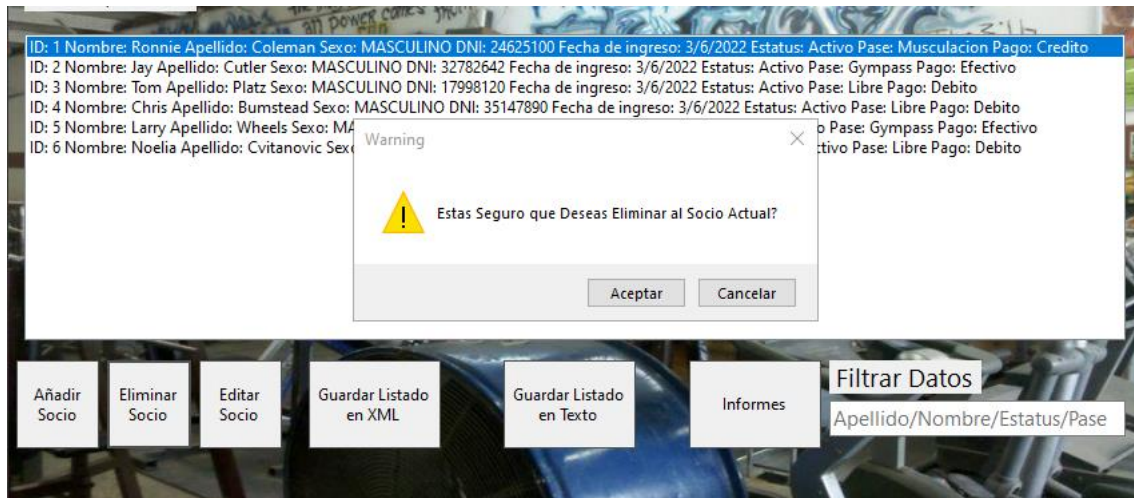 an Power comes
ID: 1 Nombre: Ronnie Apellido: Coleman Sexo: MASCULINO DNI: 24625100 Fecha de ingreso: 3/6/2022 Estatus: Activo Pase: Musculacion Pago: Credito
ID: 2 Nombre: Jay Apellido: Cutler Sexo: MASCULINO DNI: 32782642 Fecha de ingreso: 3/6/2022 Estatus: Activo Pase: Gympass Pago: Efectivo
ID: 3 Nombre: Tom Apellido: Platz Sexo: MASCULINO DNI: 17998120 Fecha de ingreso: 3/6/2022 Estatus: Activo Pase: Libre Pago: Debito
ID: 4 Nombre: Chris Apellido: Bumstead Sexo: MASCULINO DNI: 35147890 Fecha de ingreso: 3/6/2022 Estatus: Activo Pase: Libre Pago: Debito
ID: 5 Nombre: Larry Apellido: Wheels Sexo: Pase: Gympass Pago: Efectivo
ID: 6 Nombre: Noelia Apellido: Cvitanovic Pase: Libre Pago: Debito
Warning
Estas Seguro que Deseas Eliminar al Socio Actual?
Aceptar Cancelar
Añadir Socio
Eliminar Socio
Editar Socio
Guardar Listado en XML
Guardar Listado en Texto
Informes
Filtrar Datos
Apellido/Nombre/Estatus/Pase